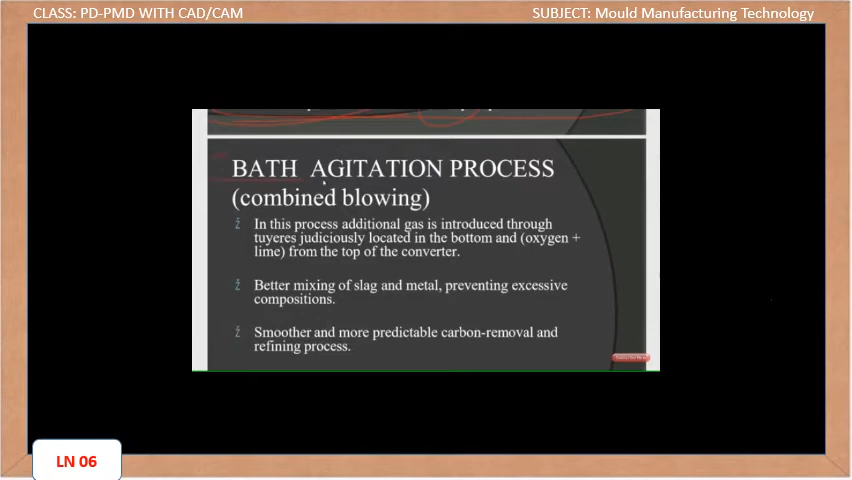 CLASS: PD-PMD WITH CAD/CAM
SUBJECT: Mould Manufacturing Technology
BATH AGITATION PROCESS
(combined blowing)
ž In this process additional gas is introduced through
tuyeres judiciously located in the bottom and (oxygen +
lime) from the top of the converter.
ž Better mixing of slag and metal, preventing excessive
compositions.
ž Smoother and more predictable carbon-removal and
refining process.
LN 06